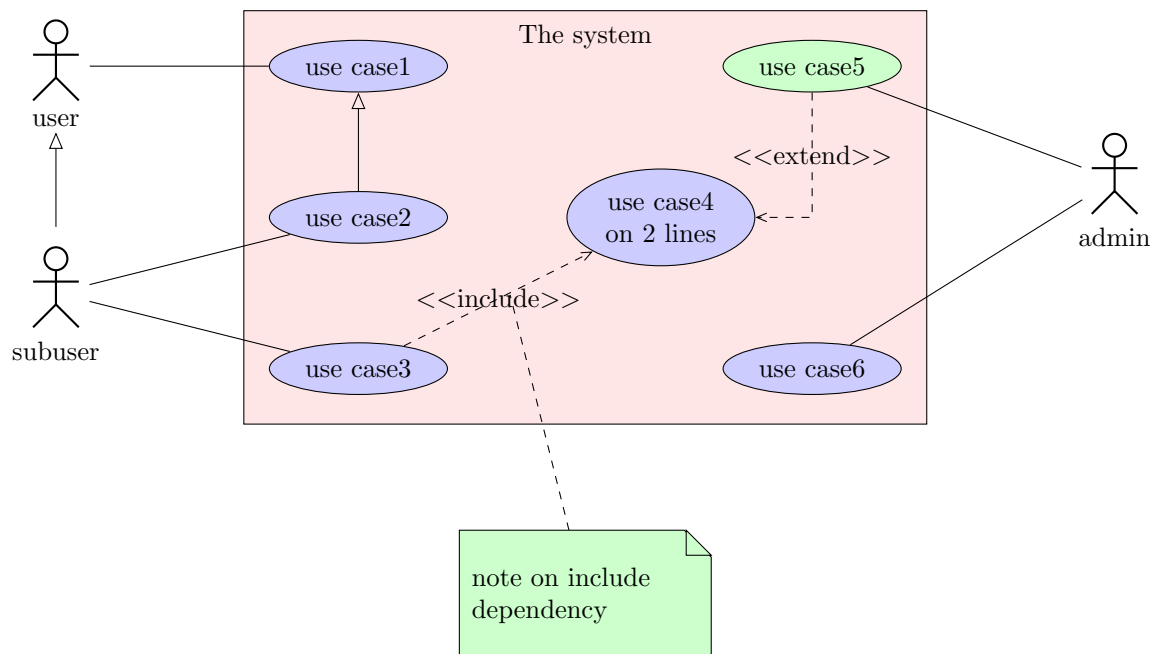 The system
use case1
use case5
user
<<extend>>
use case4
on 2 lines
use case2
admin
<<include>>
subuser
use case3
use case6
note on include
dependency